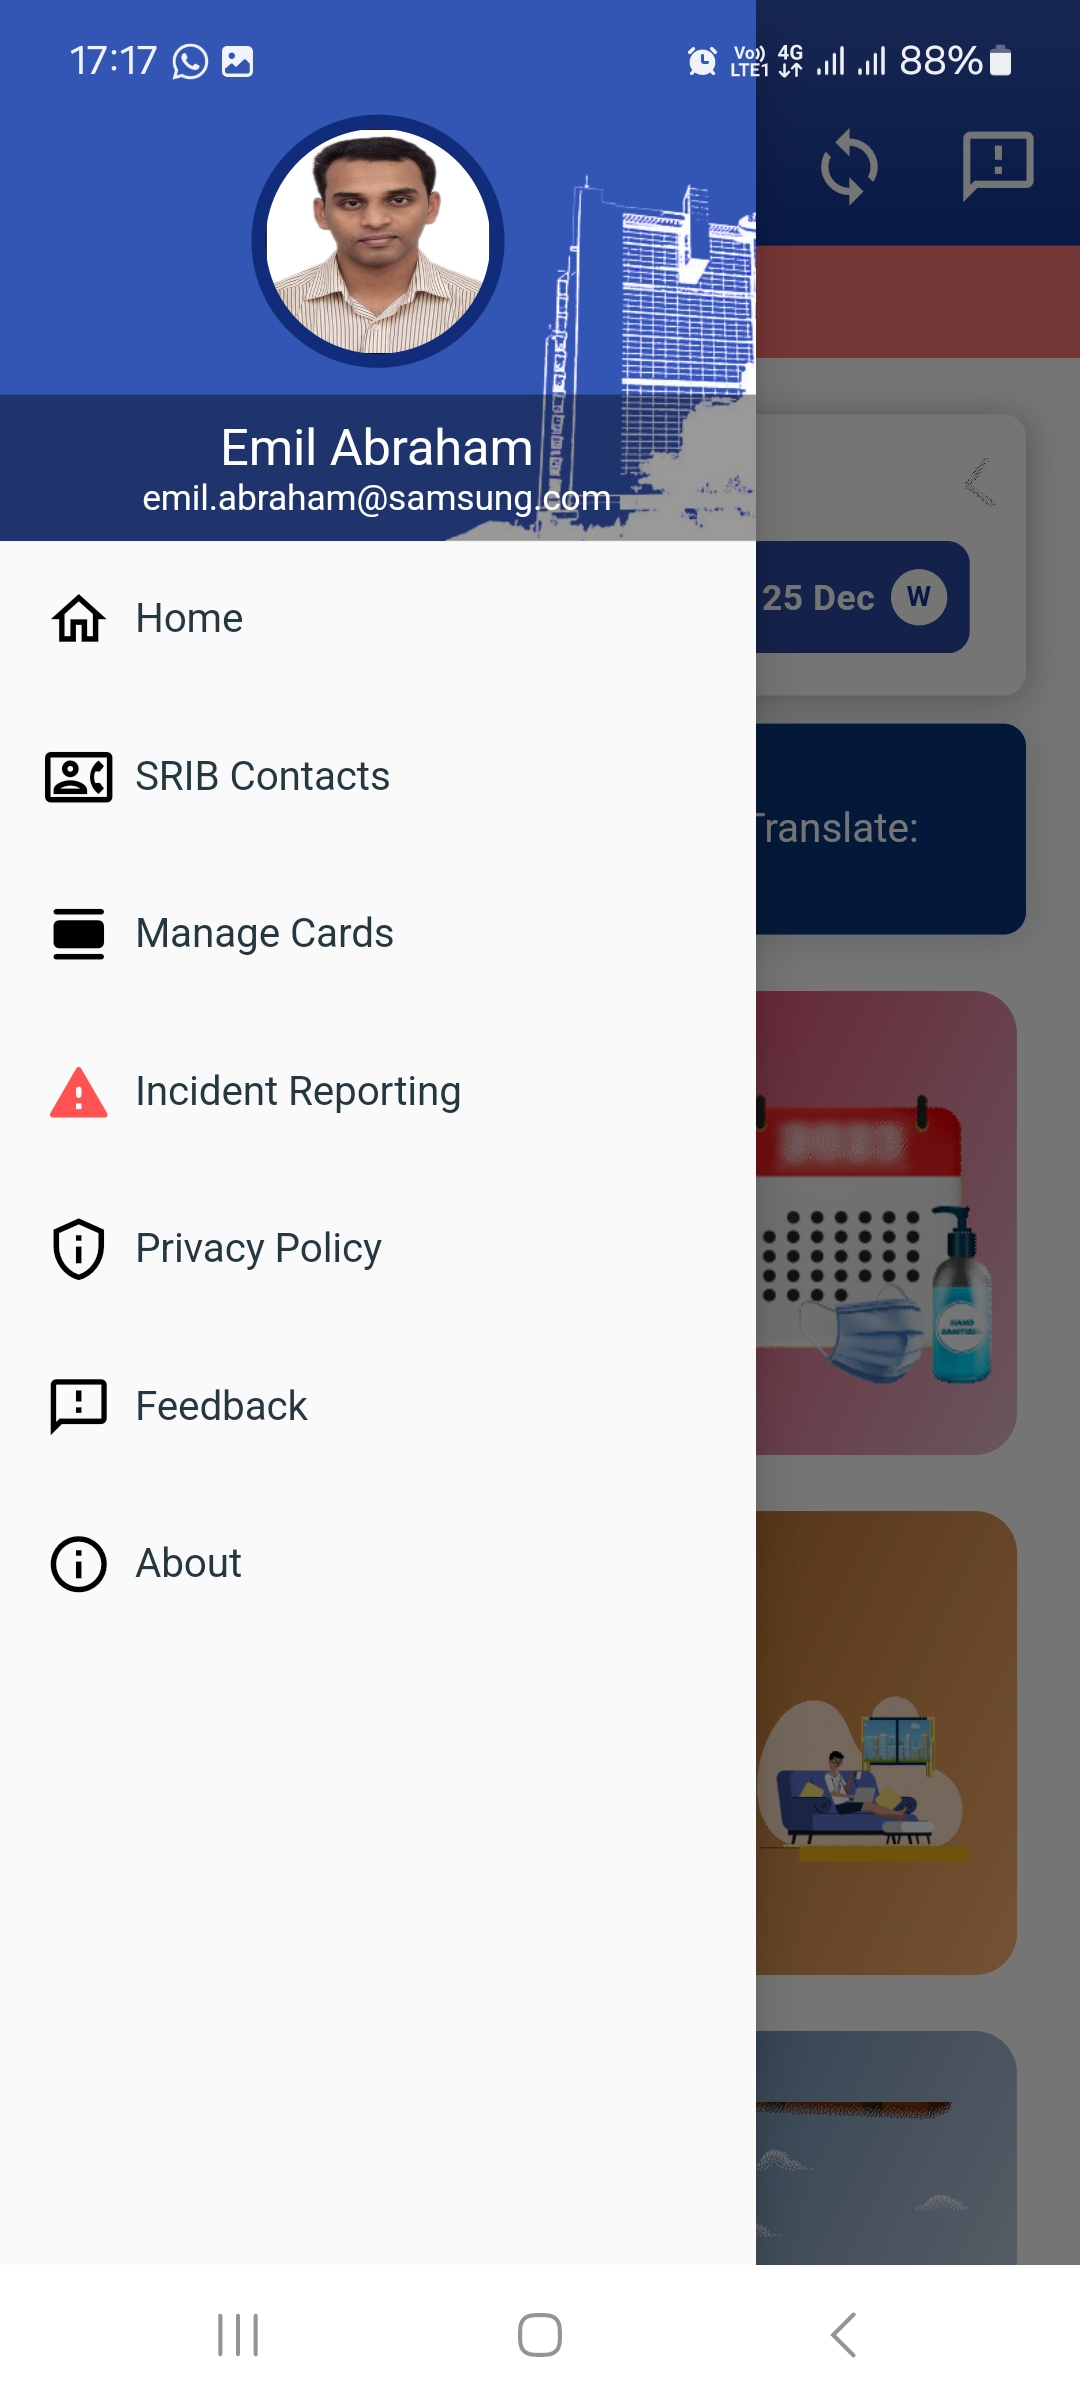 17:17
Vo)) LTE1 4G 88%
Emil Abraham
emil.abraham@samsung.com
Home
SRIB Contacts
Manage Cards
Incident Reporting
Privacy Policy
Feedback
About
25 Dec W
Translate:
HAND